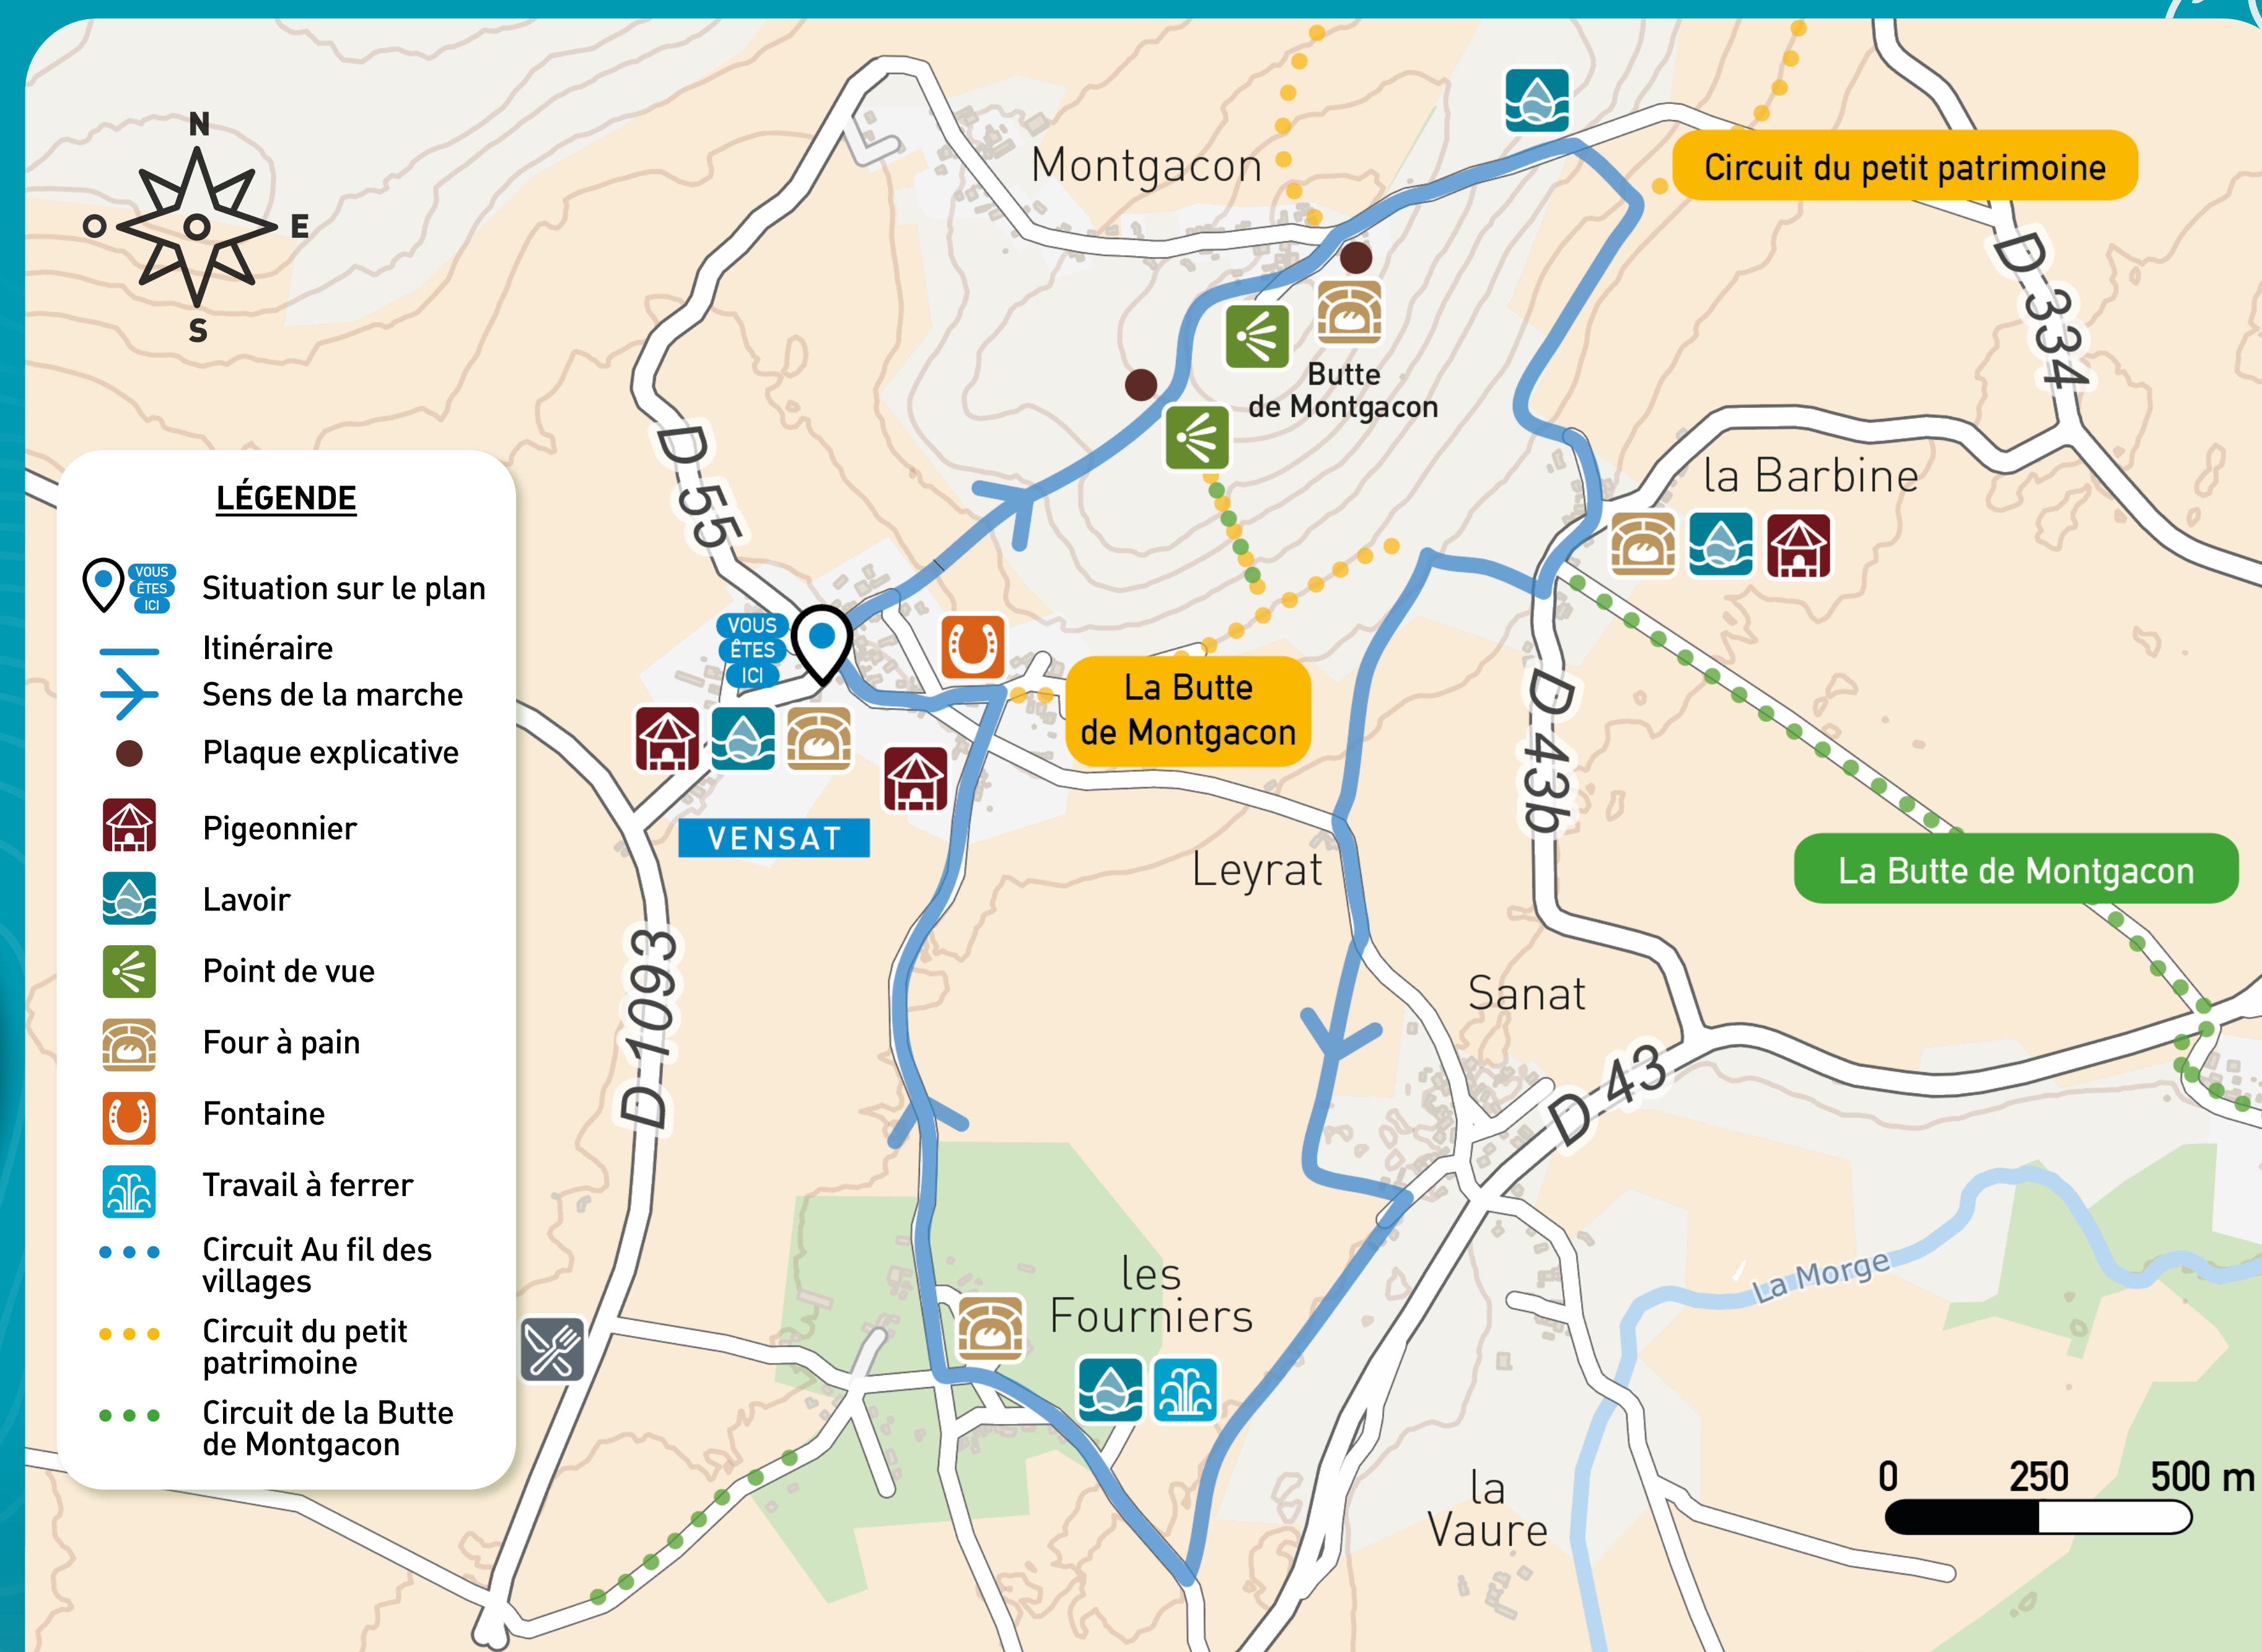 N
O
E
S
LÉGENDE
VOUS
ÊTES
ICI
Situation sur le plan
Itinéraire
Sens de la marche
Plaque explicative
Pigeonnier
Lavoir
Point de vue
Four à pain
Fontaine
Travail à ferrer
Circuit Au fil des
villages
Circuit du petit
patrimoine
Circuit de la Butte
de Montgacon
Montgacon
Circuit du petit patrimoine
D 334
Butte
de Montgacon
D 55
la Barbine
VOUS
ÊTES
ICI
La Butte
de Montgacon
D 43b
VENSAT
Leyrat
La Butte de Montgacon
D 1093
Sanat
D 43
les
Fourniers
La Morge
la
Vaure
0
250
500 m